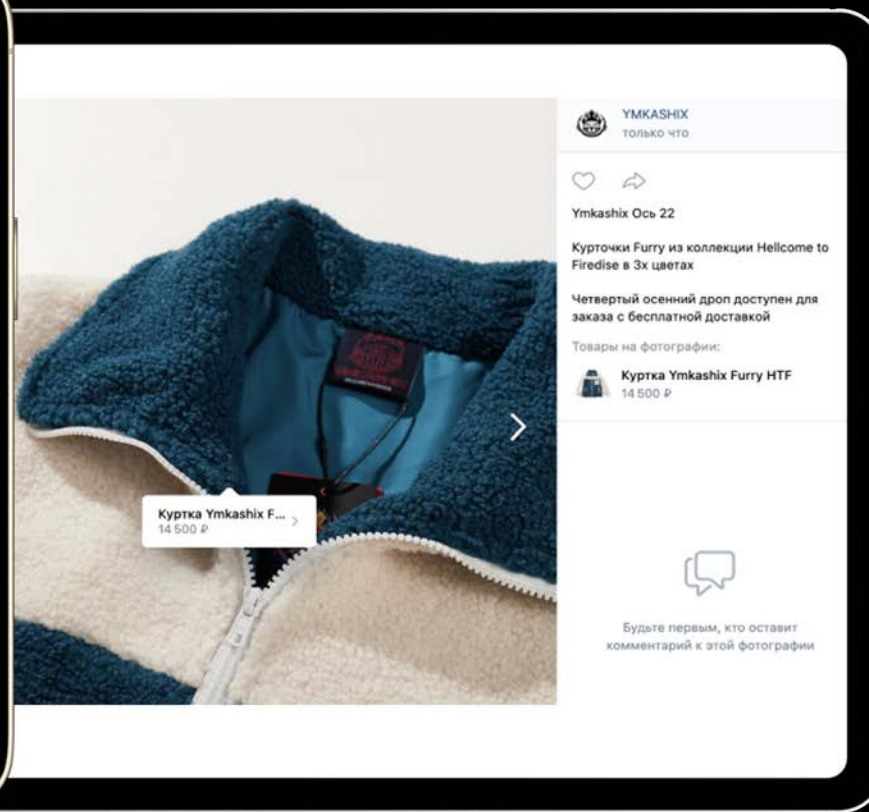 YMKASHIX
только что
Ymkashix Ось 22
Курточки Furry из коллекции Hellcome to
Firedise в 3х цветах
Четвертый осенний дроп доступен для
заказа с бесплатной доставкой
Товары на фотографии:
Куртка Ymkashix Furry HTF
14 500 ₽
Куртка Ymkashix F...
14 500 ₽
Будьте первым, кто оставит
комментарий к этой фотографии